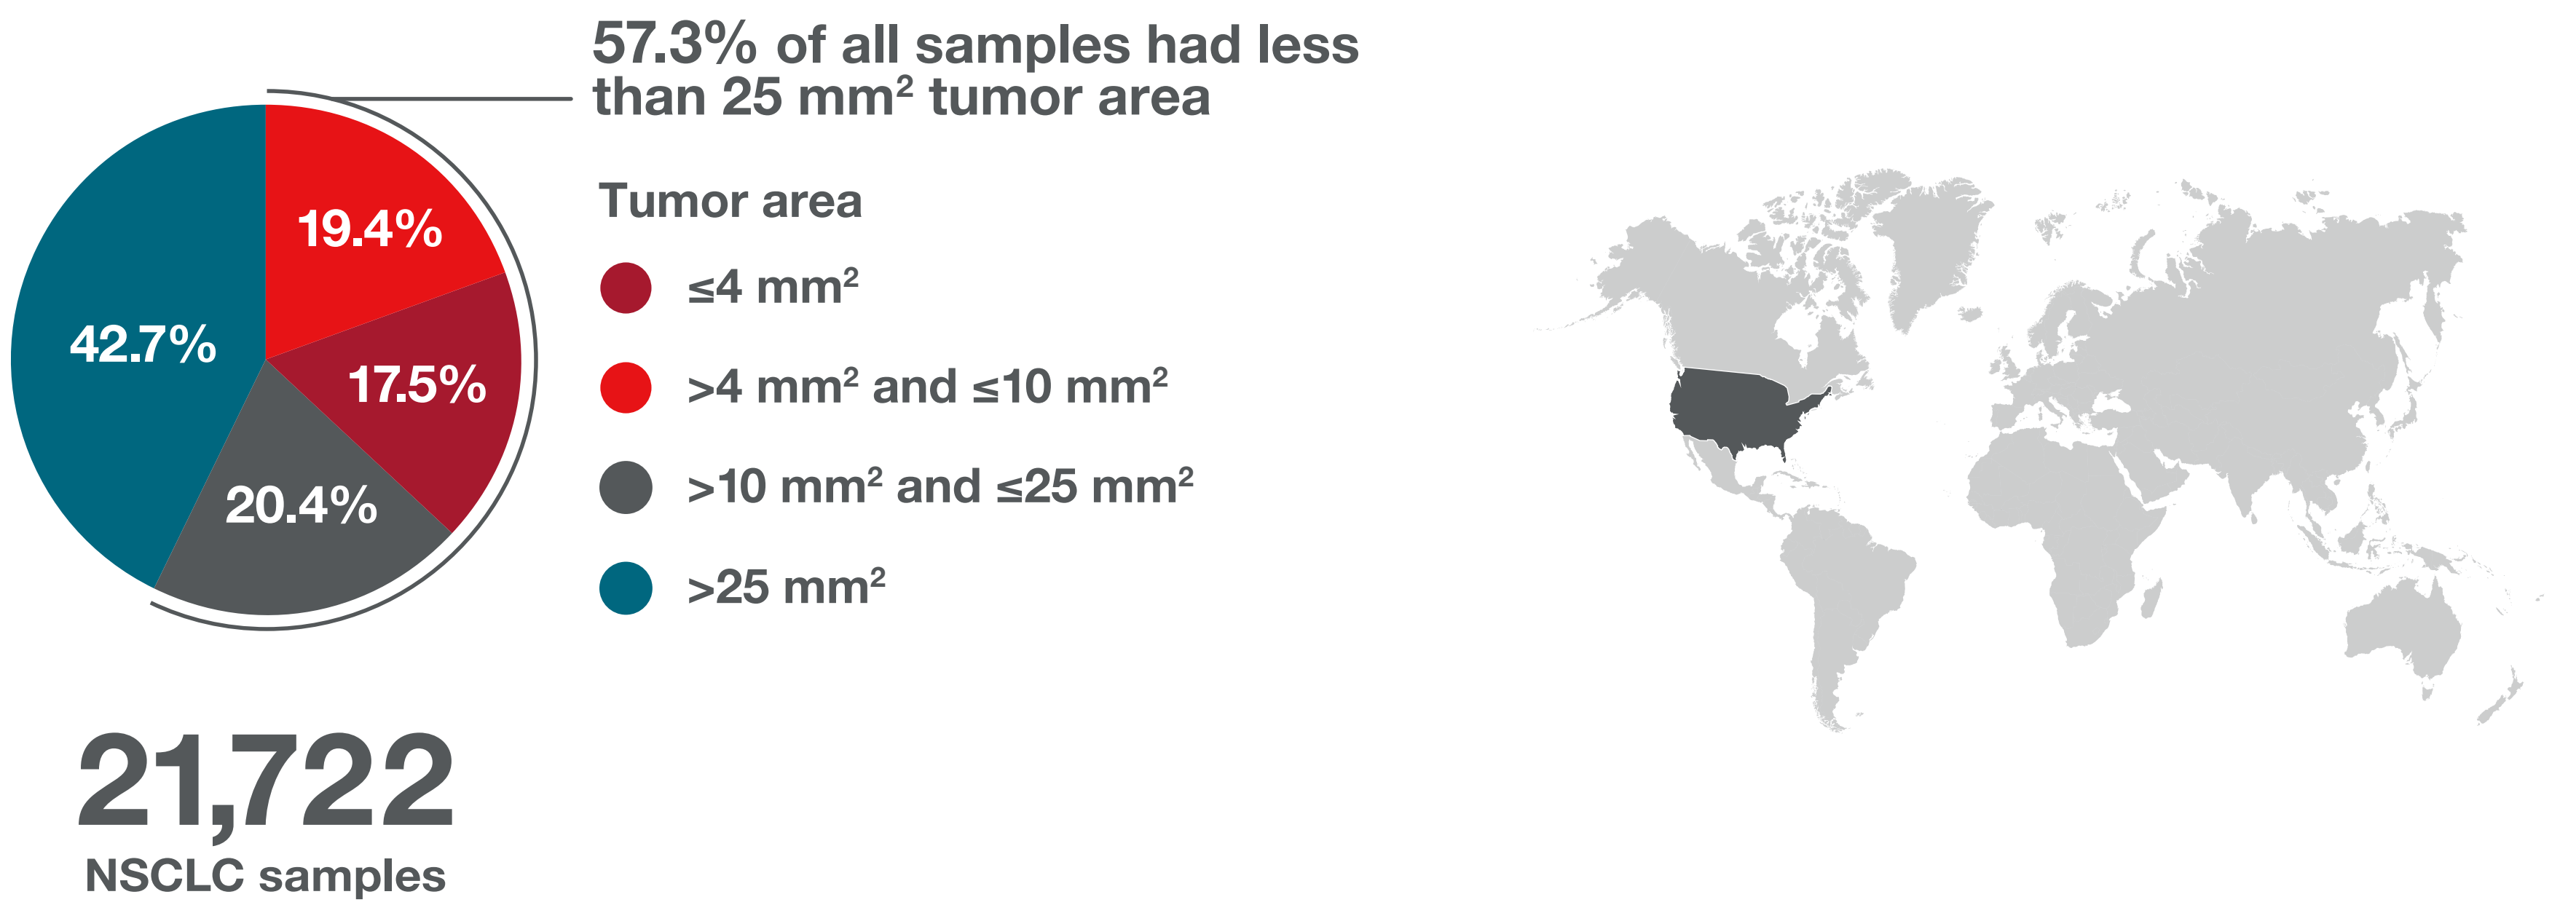 57.3% of all samples had less
than 25 mm² tumor area
19.4%
17.5%
20.4%
42.7%
Tumor area
≤4 mm²
>4 mm² and ≤10 mm²
>10 mm² and ≤25 mm²
>25 mm²
21,722
NSCLC samples